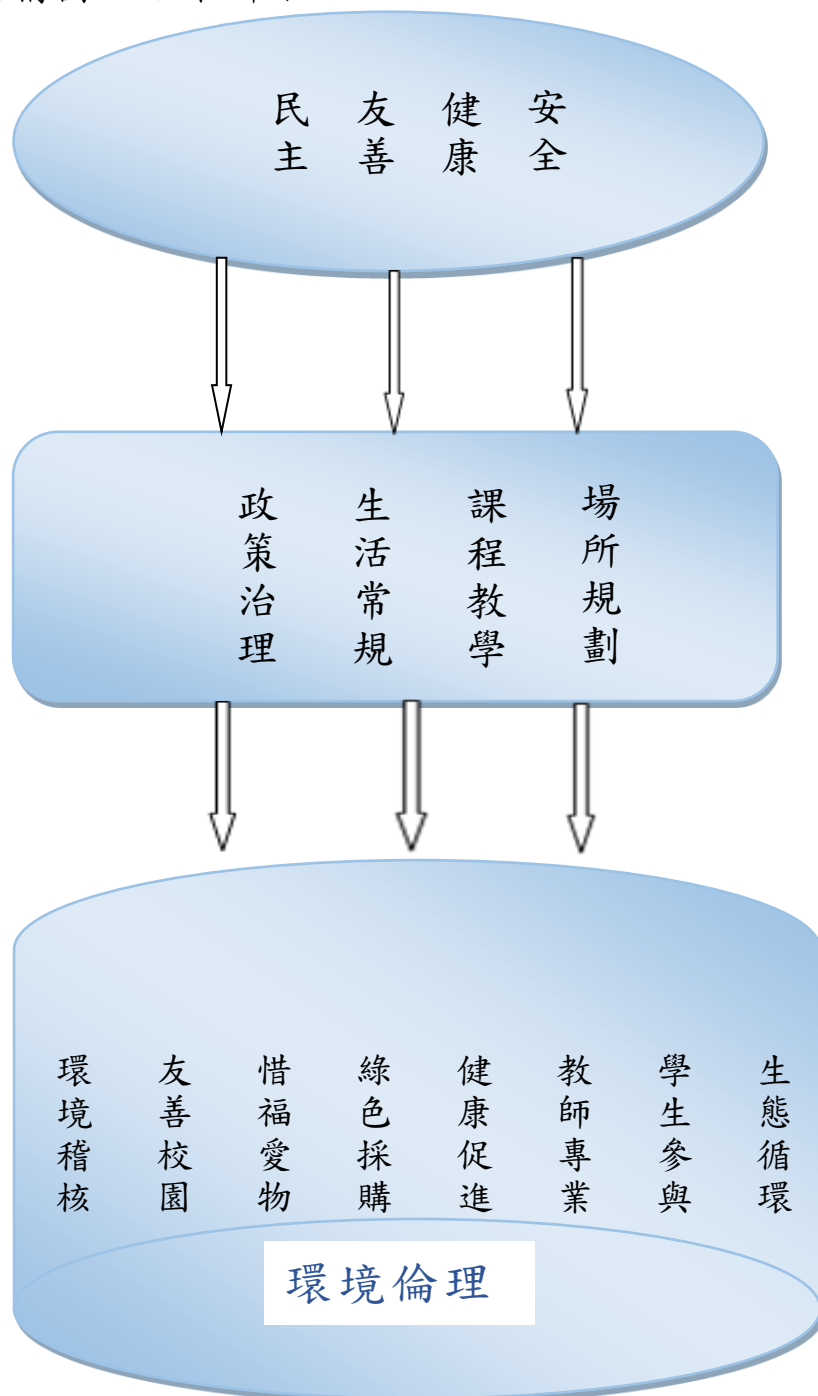 安全
健康
友善
民主
場所規劃
課程教學
生活常規
政策治理
生態循環
學生參與
教師專業
健康促進
綠色採購
惜福愛物
友善校園
環境稽核
環境倫理